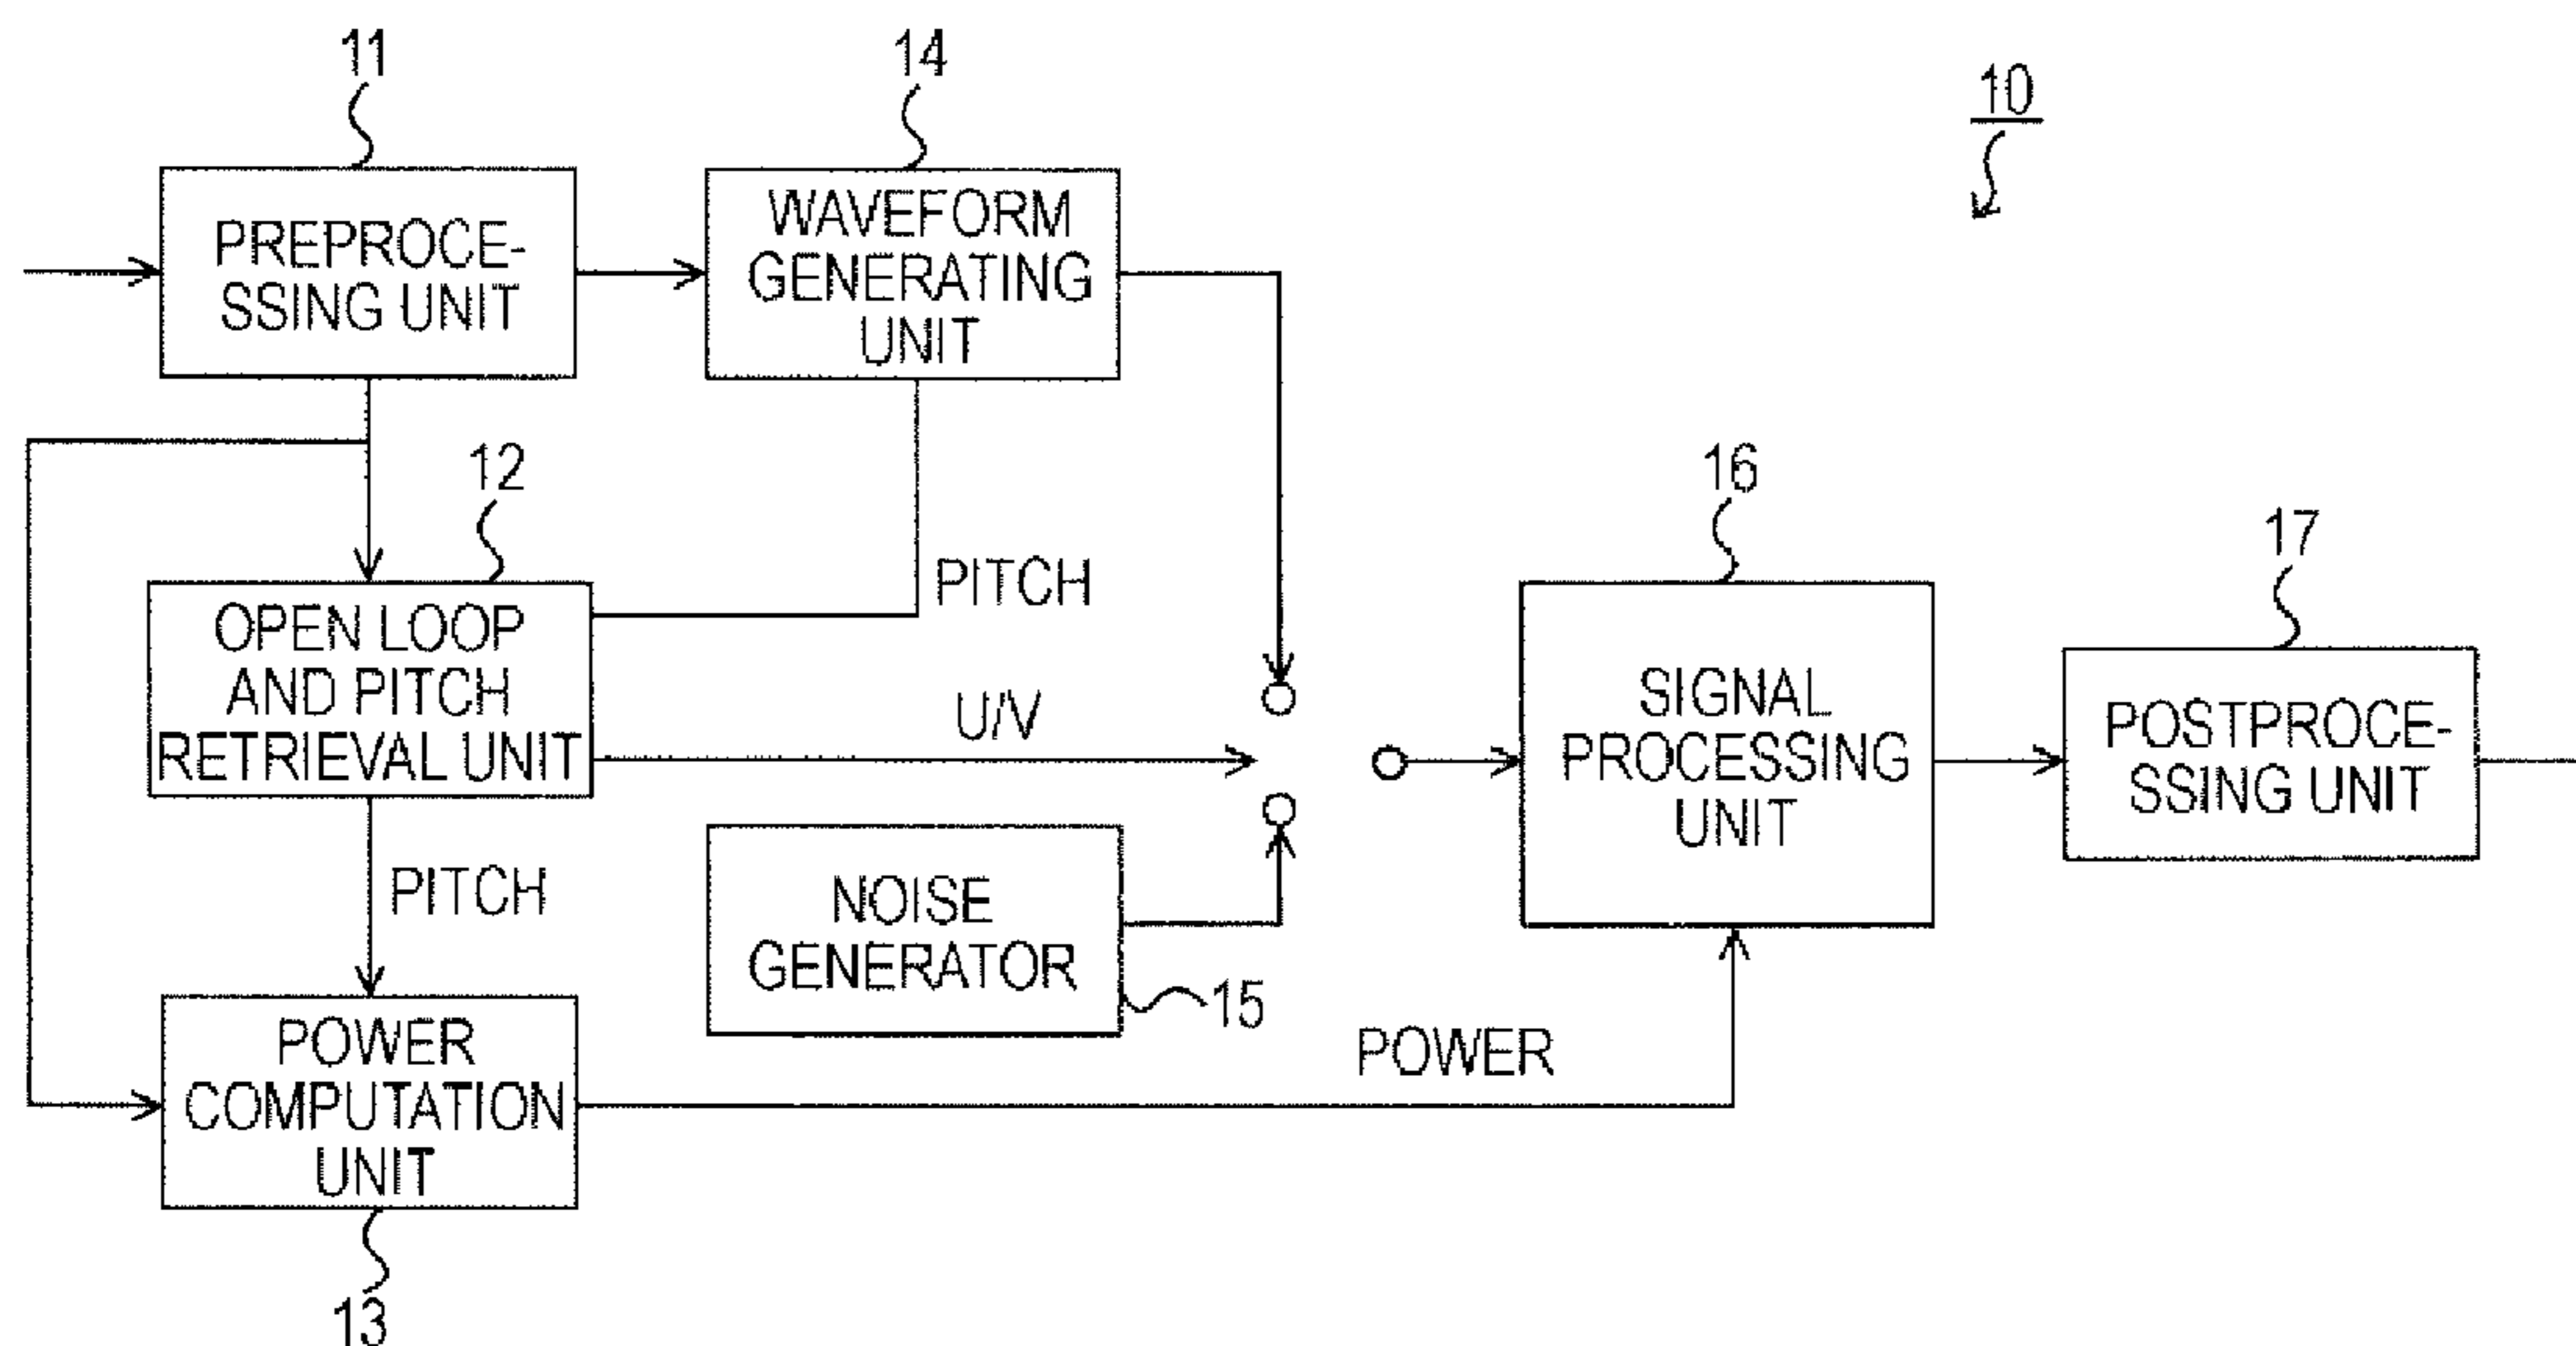 11
14
10
PREPROCE-
SSING UNIT
WAVEFORM
GENERATING
UNIT
12
16
17
PITCH
OPEN LOOP
AND PITCH
RETRIEVAL UNIT
U/V
SIGNAL
PROCESSING
UNIT
POSTPROCE-
SSING UNIT
PITCH
NOISE
GENERATOR
15
POWER
COMPUTATION
UNIT
POWER
13